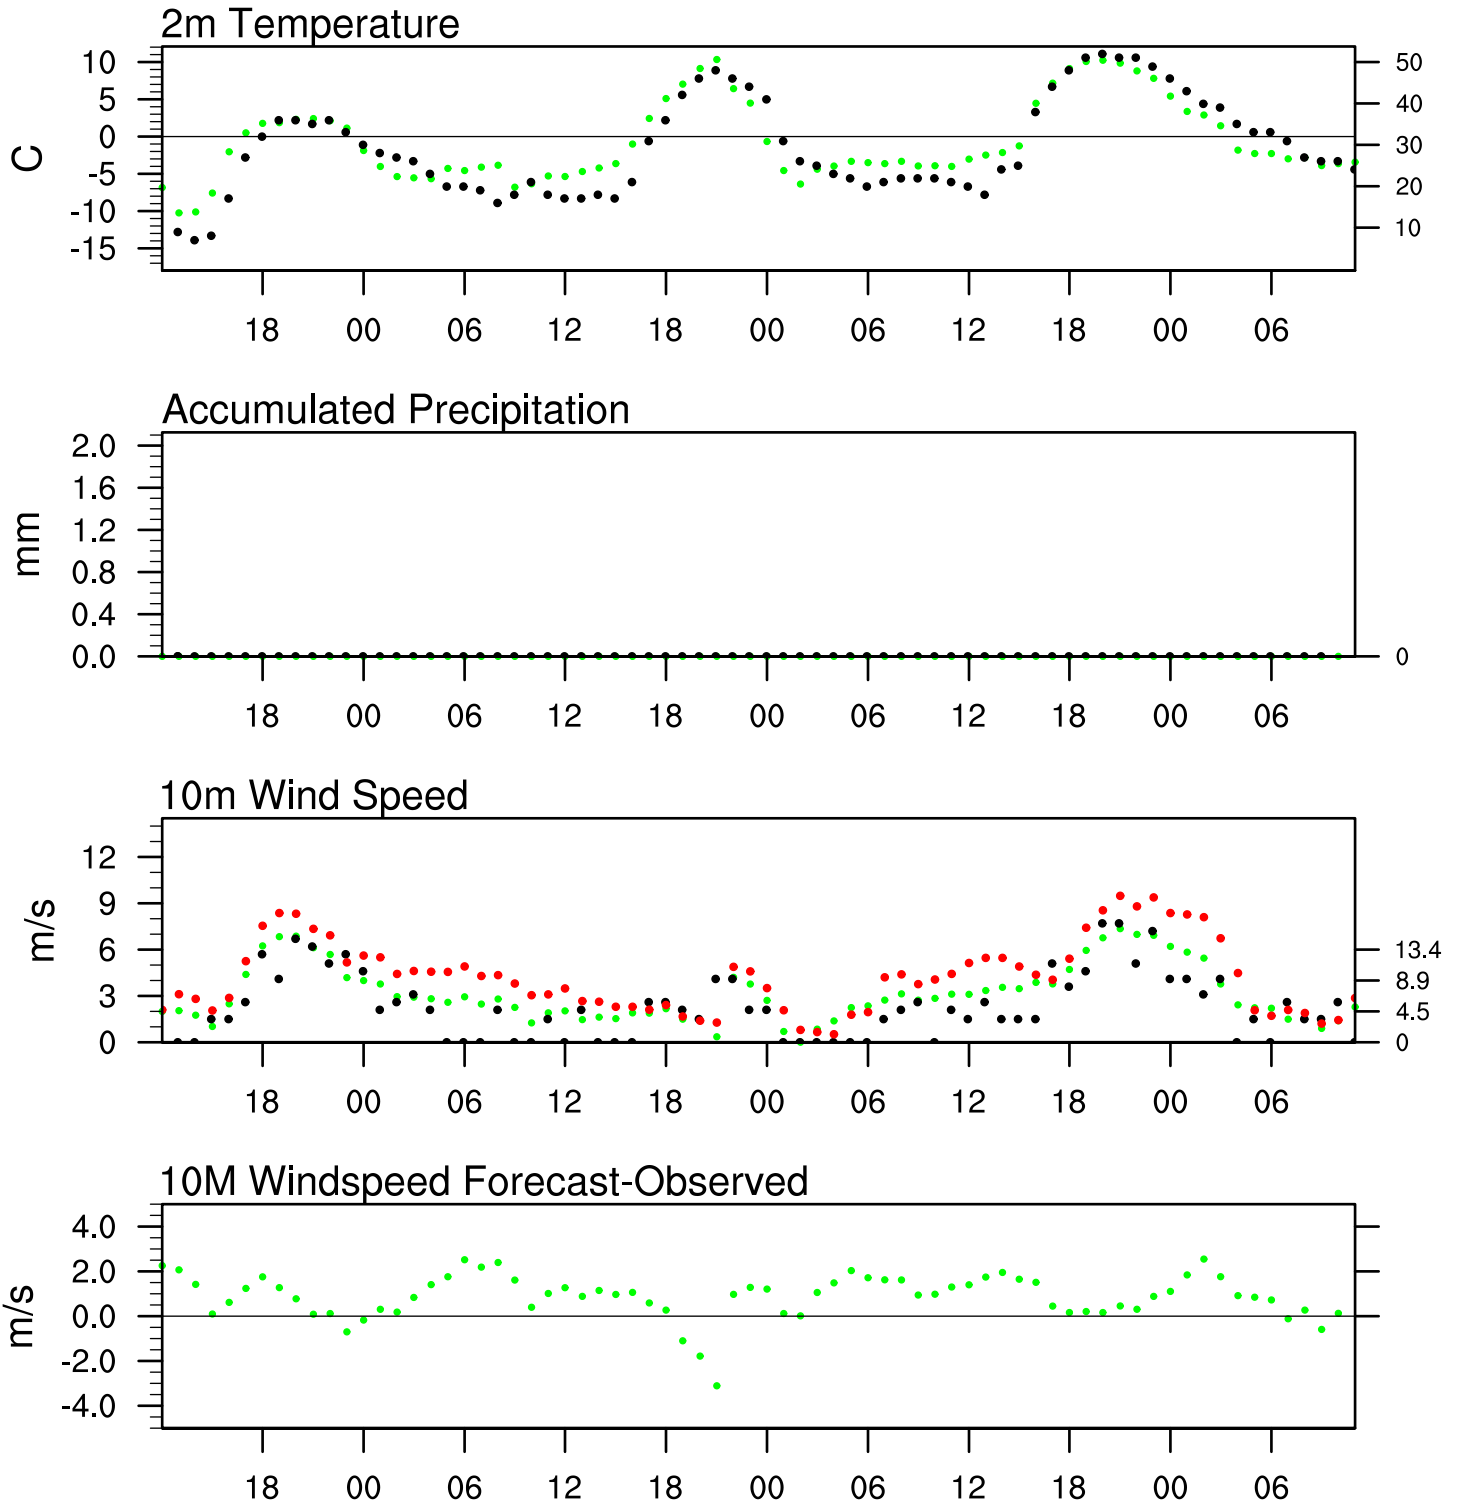 2m Temperature
10 50
5 40
0 30
-5 20
-10 10
-15
C
18 00 06 12 18 00 06 12 18 00 06
Accumulated Precipitation
2.0
1.6
1.2
0.8
0.4
0.0 0
mm
18 00 06 12 18 00 06 12 18 00 06
10m Wind Speed
12
9
6 13.4
3 8.9
4.5
0 0
m/s
18 00 06 12 18 00 06 12 18 00 06
10M Windspeed Forecast-Observed
4.0
2.0
0.0
-2.0
-4.0
m/s
18 00 06 12 18 00 06 12 18 00 06